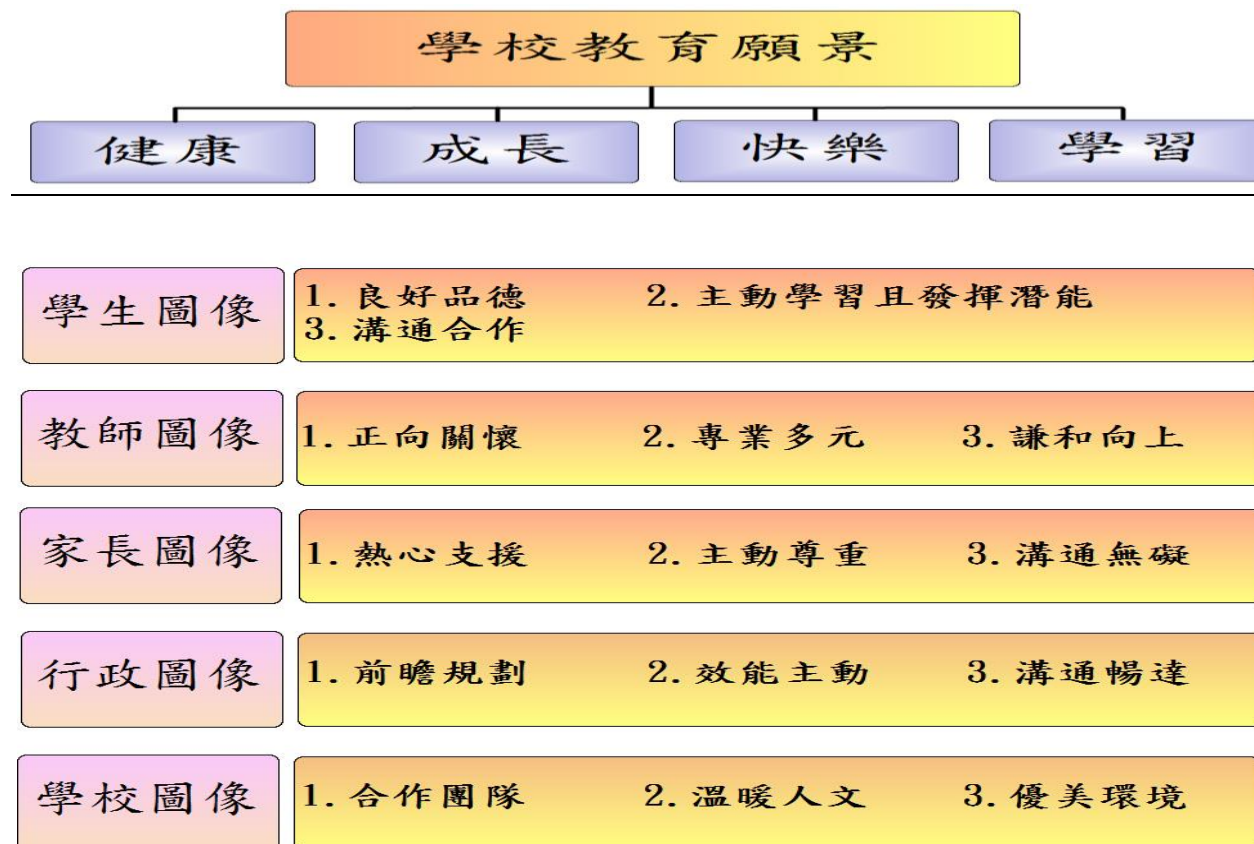 學校教育願景
健康 成長 快樂 學習
學生圖像 1. 良好品德 2. 主動學習且發揮潛能
3. 溝通合作
教師圖像 1. 正向關懷 2. 專業多元 3. 謙和向上
家長圖像 1. 熱心支援 2. 主動尊重 3. 溝通無礙
行政圖像 1. 前瞻規劃 2. 效能主動 3. 溝通暢達
學校圖像 1. 合作團隊 2. 溫暖人文 3. 優美環境